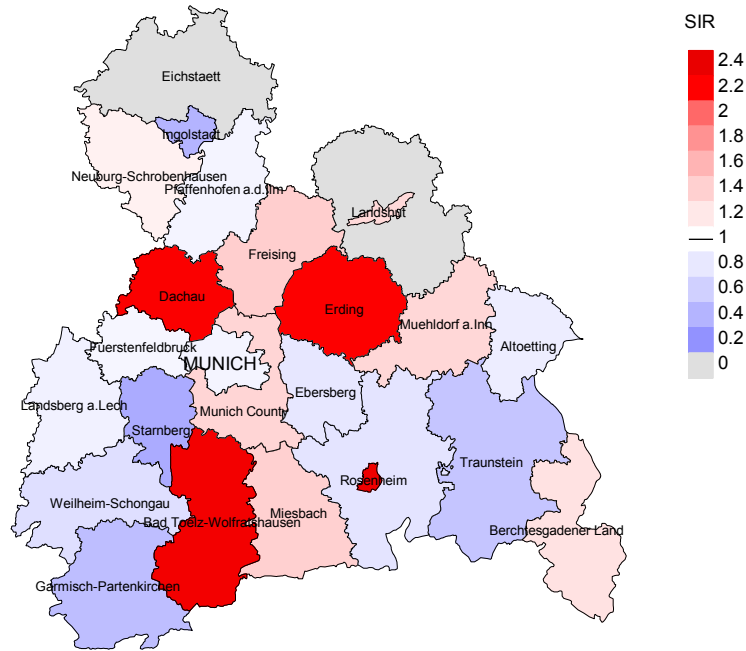 SIR
2.4
2.2
2
1.8
1.6
1.4
1.2
1
0.8
0.6
0.4
0.2
0
Eichstaett
Ingolstadt
Neuburg-Schrobenhausen
Pfaffenhofen a.d.Ilm
Landshut
Freising
Dachau
Erding
Muehldorf a.Inn
Altoetting
Fuerstenfeldbruck
MUNICH
Ebersberg
Landsberg a.Lech
Munich County
Starnberg
Traunstein
Rosenheim
Weilheim-Schongau
Miesbach
Bad Toelz-Wolfratshausen
Berchtesgadener Land
Garmisch-Partenkirchen